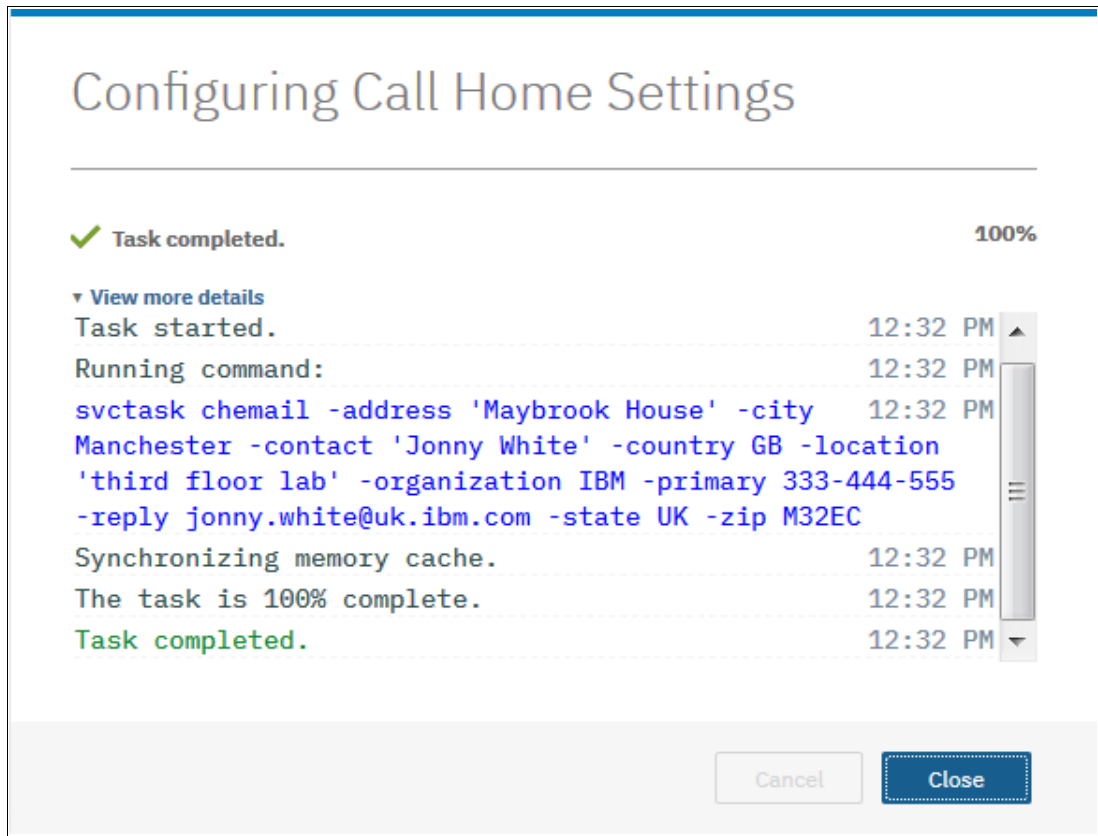 Configuring Call Home Settings
Task completed. 100%
View more details
Task started. 12:32 PM
Running command: 12:32 PM
svctask chemail -address 'Maybrook House' -city 12:32 PM
Manchester -contact 'Jonny White' -country GB -location
'third floor lab' -organization IBM -primary 333-444-555
-reply jonny.white@uk.ibm.com -state UK -zip M32EC
Synchronizing memory cache. 12:32 PM
The task is 100% complete. 12:32 PM
Task completed. 12:32 PM
Cancel Close